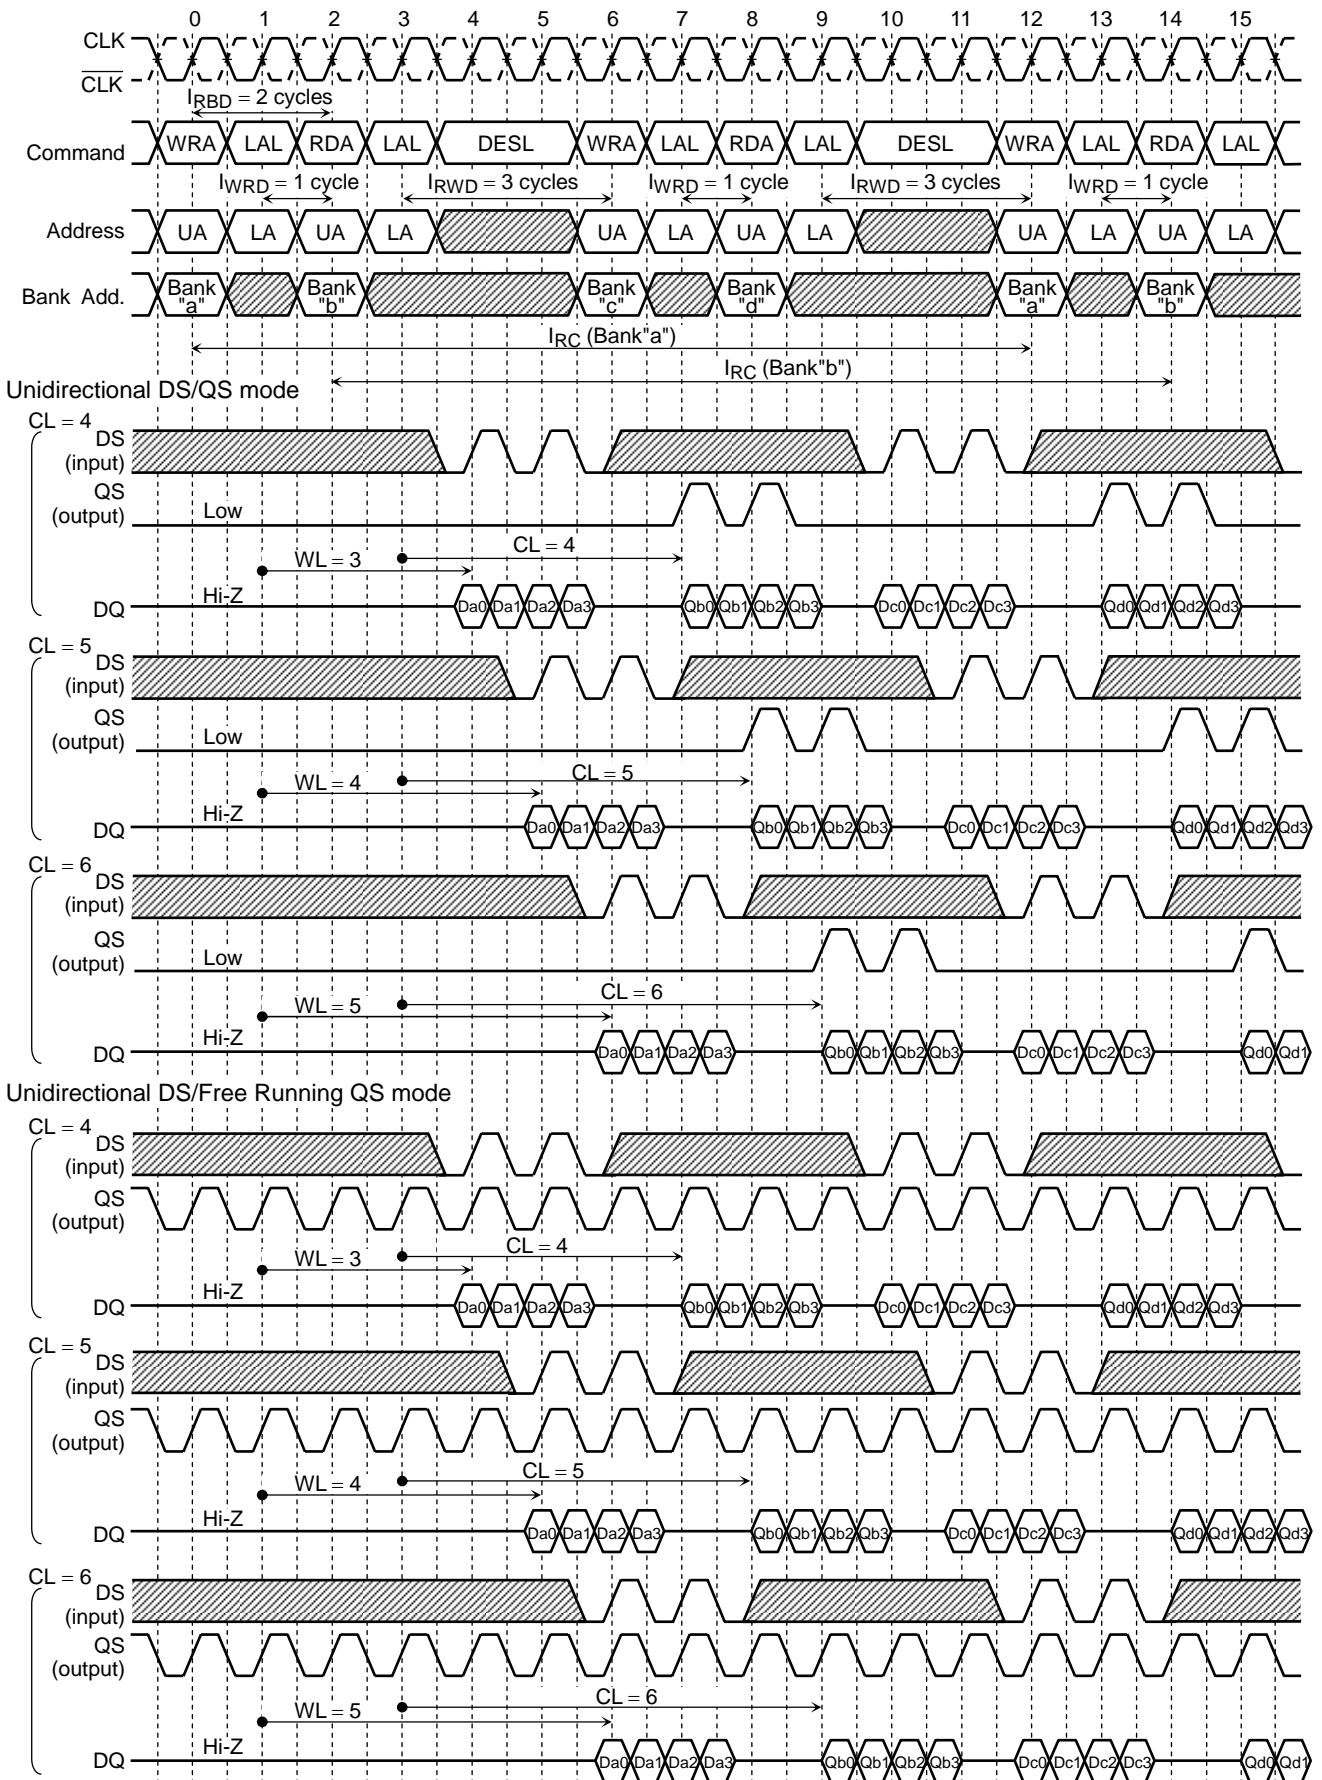 0 1 2 3 4 5 6 7 8 9 10 11 12 13 14 15
CLK
CLK
IRBD = 2 cycles
Command WRA LAL RDA LAL DESL WRA LAL RDA LAL DESL WRA LAL RDA LAL
IWRD = 1 cycle IRWD = 3 cycles IWRD = 1 cycle IRWD = 3 cycles IWRD = 1 cycle
Address UA LA UA LA UA LA UA LA UA LA UA LA
Bank Add. Bank "a" Bank "b" Bank "c" Bank "d" Bank "a" Bank "b"
IRC (Bank"a")
IRC (Bank"b")
Unidirectional DS/QS mode
CL = 4
DS
(input)
QS
(output) Low
WL = 3 CL = 4
DQ Hi-Z Da0 Da1 Da2 Da3 Qb0 Qb1 Qb2 Qb3 Dc0 Dc1 Dc2 Dc3 Qd0 Qd1 Qd2 Qd3
CL = 5
DS
(input)
QS
(output) Low
WL = 4 CL = 5
DQ Hi-Z Da0 Da1 Da2 Da3 Qb0 Qb1 Qb2 Qb3 Dc0 Dc1 Dc2 Dc3 Qd0 Qd1 Qd2 Qd3
CL = 6
DS
(input)
QS
(output) Low
WL = 5 CL = 6
DQ Hi-Z Da0 Da1 Da2 Da3 Qb0 Qb1 Qb2 Qb3 Dc0 Dc1 Dc2 Dc3 Qd0 Qd1
Unidirectional DS/Free Running QS mode
CL = 4
DS
(input)
QS
(output)
WL = 3 CL = 4
DQ Hi-Z Da0 Da1 Da2 Da3 Qb0 Qb1 Qb2 Qb3 Dc0 Dc1 Dc2 Dc3 Qd0 Qd1 Qd2 Qd3
CL = 5
DS
(input)
QS
(output)
WL = 4 CL = 5
DQ Hi-Z Da0 Da1 Da2 Da3 Qb0 Qb1 Qb2 Qb3 Dc0 Dc1 Dc2 Dc3 Qd0 Qd1 Qd2 Qd3
CL = 6
DS
(input)
QS
(output)
WL = 5 CL = 6
DQ Hi-Z Da0 Da1 Da2 Da3 Qb0 Qb1 Qb2 Qb3 Dc0 Dc1 Dc2 Dc3 Qd0 Qd1